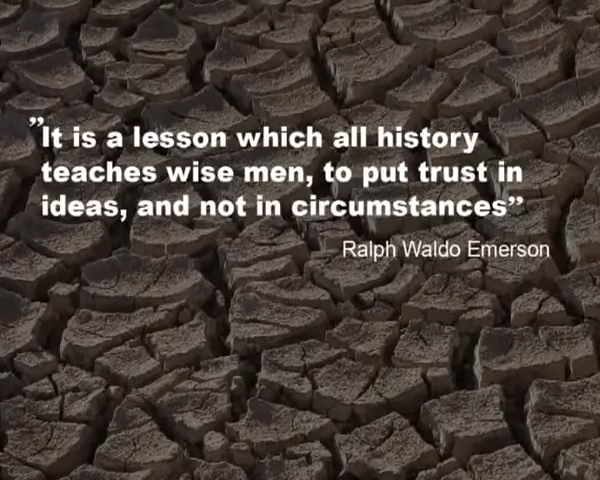 ”It is a lesson which all history
teaches wise men, to put trust in
ideas, and not in circumstances”
Ralph Waldo Emerson